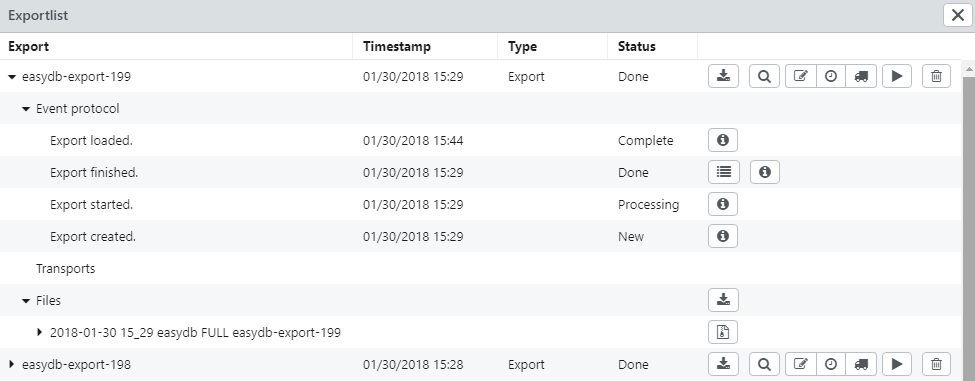 Exportlist
Export Timestamp Type Status
easydb-export-199 01/30/2018 15:29 Export Done
Event protocol
Export loaded. 01/30/2018 15:44 Complete
Export finished. 01/30/2018 15:29 Done
Export started. 01/30/2018 15:29 Processing
Export created. 01/30/2018 15:29 New
Transports
Files
2018-01-30 15_29 easydb FULL easydb-export-199
easydb-export-198 01/30/2018 15:28 Export Done